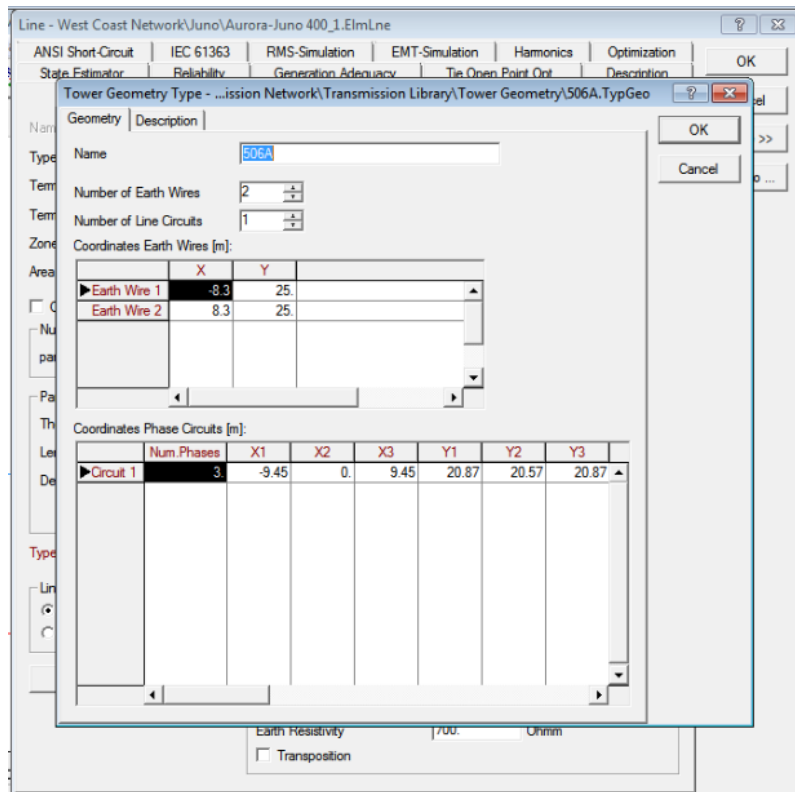 Line - West Coast Network\Juno\Aurora-Juno 400_1.ElmLne
ANSI Short-Circuit IEC 61363 RMS-Simulation EMT-Simulation Harmonics Optimization
OK
State Estimator Reliability Generation Adequacy Tie Open Point Opt. Description
Tower Geometry Type - ...ission Network\Transmission Library\Tower Geometry\506A.TypGeo
Geometry Description
OK
Cancel
>>
Name 506A
Type
Number of Earth Wires 2
Number of Line Circuits 1
Zone
Coordinates Earth Wires [m]:
Area
X Y
Earth Wire 1 -8.3 25.
Earth Wire 2 8.3 25.
Coordinates Phase Circuits [m]:
Num.Phases X1 X2 X3 Y1 Y2 Y3
Circuit 1 3. -9.45 0. 9.45 20.87 20.57 20.87
Type
Earth Resistivity 700. Ohmm
Transposition